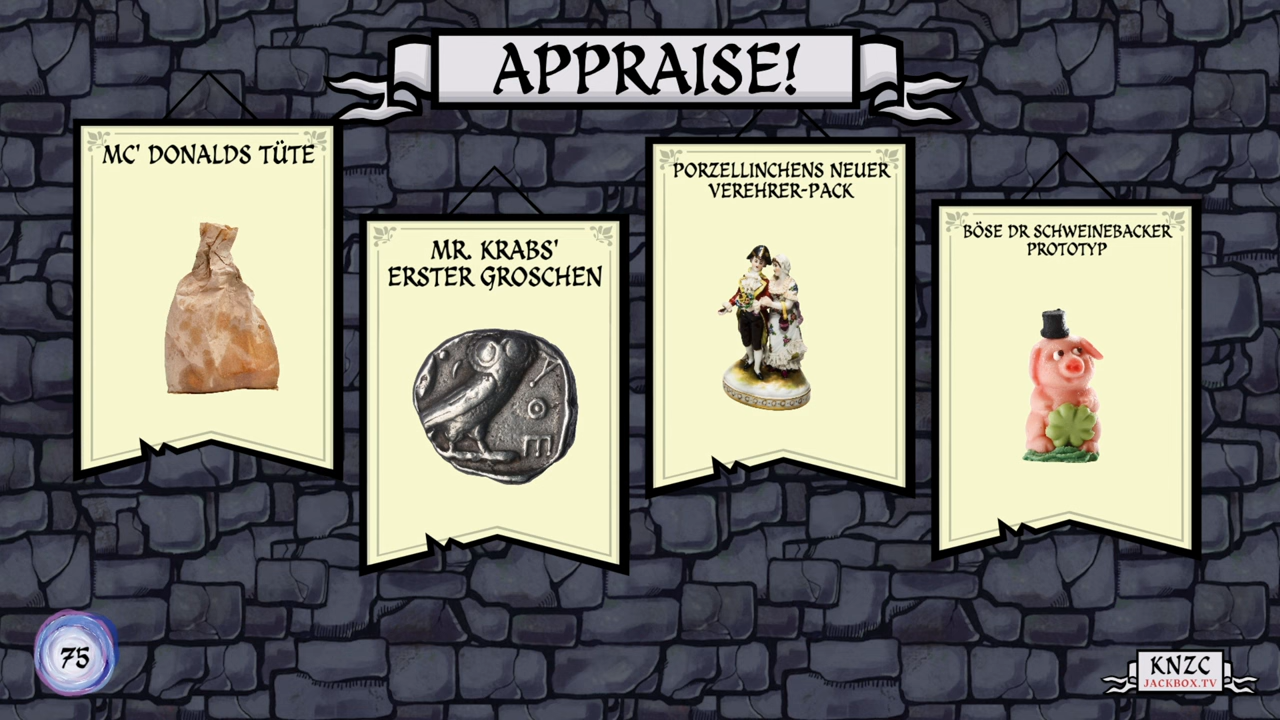 APPRAISE!
MC' DONALDS TÜTE
MR. KRABS'
ERSTER GROSCHEN
PORZELLINCHENS NEUER
VEREHRER-PACK
BÖSE DR SCHWEINEBACKER
PROTOTYP
75
KNZC
JACKBOX.TV